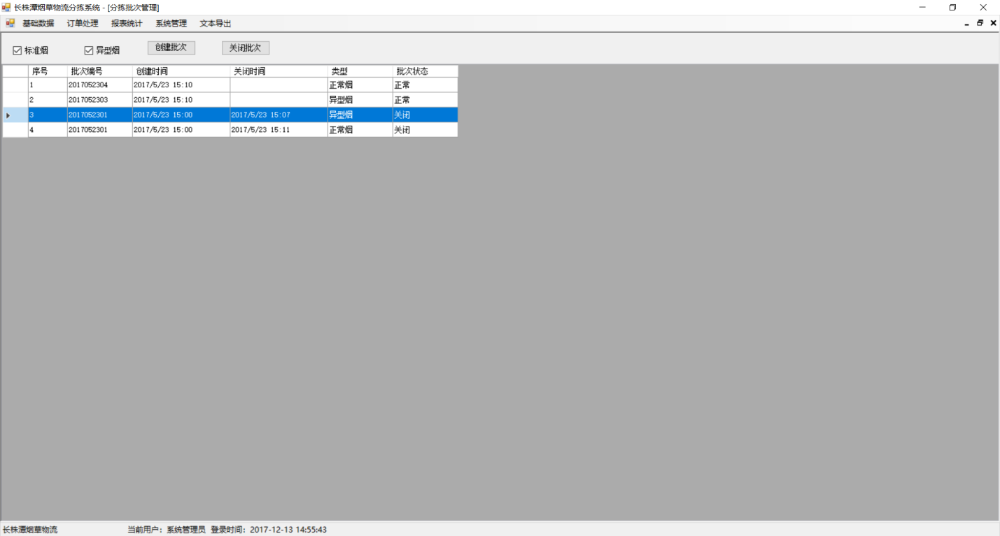 长株潭烟草物流分拣系统 - [分拣批次管理]
基础数据 订单处理 报表统计 系统管理 文本导出
标准烟 异型烟 创建批次 关闭批次
序号 批次编号 创建时间 关闭时间 类型 批次状态
1 2017052304 2017/5/23 15:10 正常烟 正常
2 2017052303 2017/5/23 15:10 异型烟 正常
3 2017052301 2017/5/23 15:00 2017/5/23 15:07 异型烟 关闭
4 2017052301 2017/5/23 15:00 2017/5/23 15:11 正常烟 关闭
长株潭烟草物流 当前用户：系统管理员 登录时间：2017-12-13 14:55:43